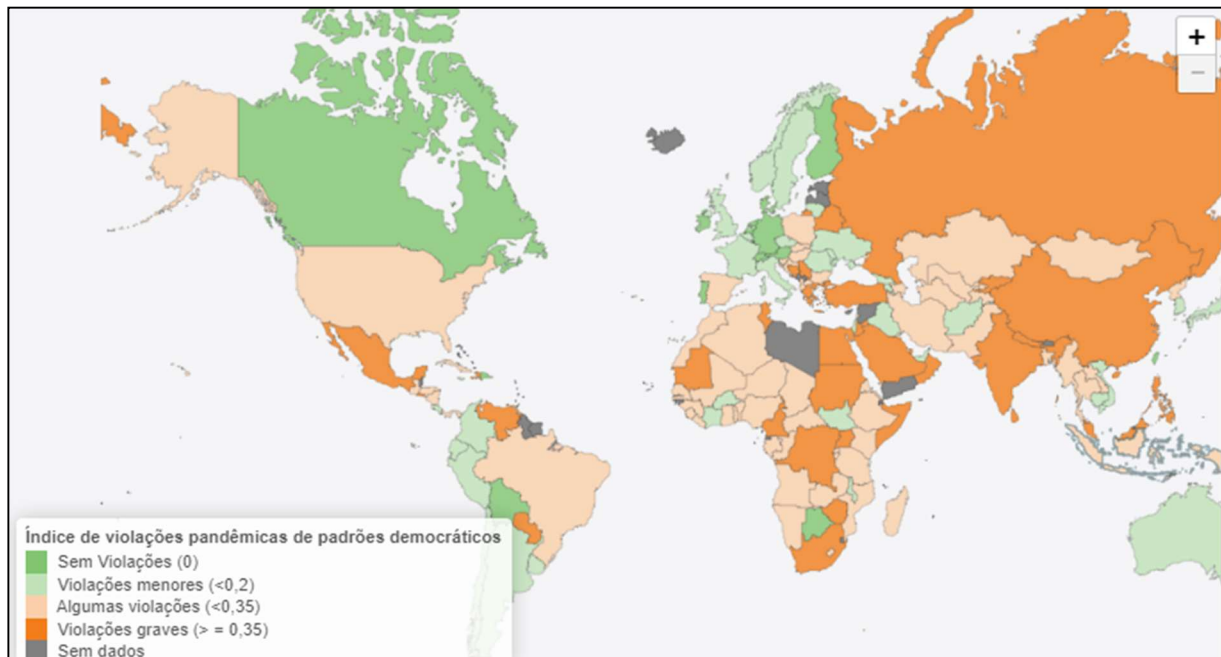 +
−
Índice de violações pandêmicas de padrões democráticos
Sem Violações (0)
Violações menores (<0,2)
Algumas violações (<0,35)
Violações graves (> = 0,35)
Sem dados